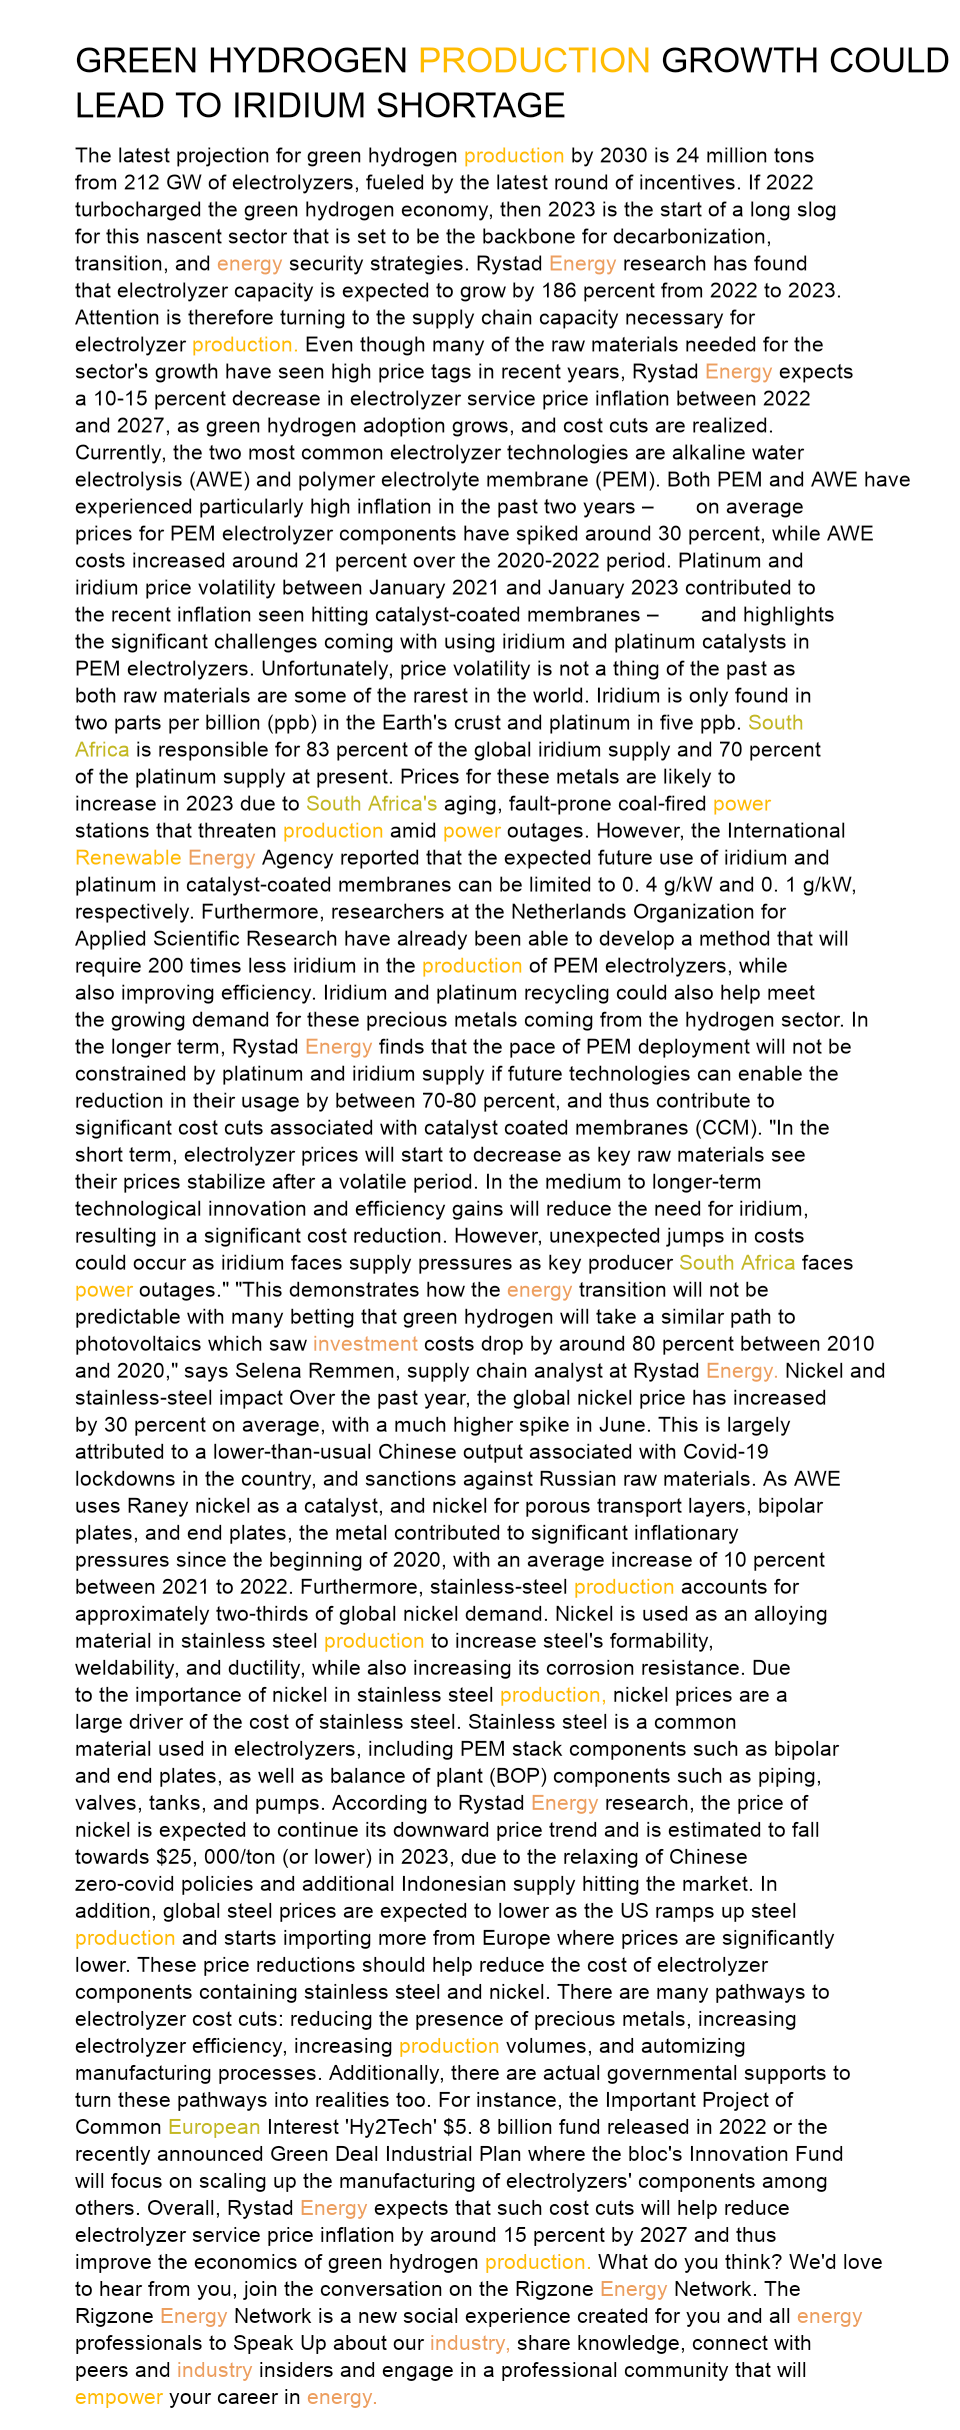 GREEN HYDROGEN PRODUCTION GROWTH COULD
LEAD TO IRIDIUM SHORTAGE
The latest projection for green hydrogen production by 2030 is 24 million tons
from 212 GW of electrolyzers, fueled by the latest round of incentives. If 2022
turbocharged the green hydrogen economy, then 2023 is the start of a long slog
for this nascent sector that is set to be the backbone for decarbonization,
transition, and energy security strategies. Rystad Energy research has found
that electrolyzer capacity is expected to grow by 186 percent from 2022 to 2023.
Attention is therefore turning to the supply chain capacity necessary for
electrolyzer production. Even though many of the raw materials needed for the
sector's growth have seen high price tags in recent years, Rystad Energy expects
a 10-15 percent decrease in electrolyzer service price inflation between 2022
and 2027, as green hydrogen adoption grows, and cost cuts are realized.
Currently, the two most common electrolyzer technologies are alkaline water
electrolysis (AWE) and polymer electrolyte membrane (PEM). Both PEM and AWE have
experienced particularly high inflation in the past two years – on average
prices for PEM electrolyzer components have spiked around 30 percent, while AWE
costs increased around 21 percent over the 2020-2022 period. Platinum and
iridium price volatility between January 2021 and January 2023 contributed to
the recent inflation seen hitting catalyst-coated membranes – and highlights
the significant challenges coming with using iridium and platinum catalysts in
PEM electrolyzers. Unfortunately, price volatility is not a thing of the past as
both raw materials are some of the rarest in the world. Iridium is only found in
two parts per billion (ppb) in the Earth's crust and platinum in five ppb. South
Africa is responsible for 83 percent of the global iridium supply and 70 percent
of the platinum supply at present. Prices for these metals are likely to
increase in 2023 due to South Africa's aging, fault-prone coal-fired power
stations that threaten production amid power outages. However, the International
Renewable Energy Agency reported that the expected future use of iridium and
platinum in catalyst-coated membranes can be limited to 0. 4 g/kW and 0. 1 g/kW,
respectively. Furthermore, researchers at the Netherlands Organization for
Applied Scientific Research have already been able to develop a method that will
require 200 times less iridium in the production of PEM electrolyzers, while
also improving efficiency. Iridium and platinum recycling could also help meet
the growing demand for these precious metals coming from the hydrogen sector. In
the longer term, Rystad Energy finds that the pace of PEM deployment will not be
constrained by platinum and iridium supply if future technologies can enable the
reduction in their usage by between 70-80 percent, and thus contribute to
significant cost cuts associated with catalyst coated membranes (CCM). "In the
short term, electrolyzer prices will start to decrease as key raw materials see
their prices stabilize after a volatile period. In the medium to longer-term
technological innovation and efficiency gains will reduce the need for iridium,
resulting in a significant cost reduction. However, unexpected jumps in costs
could occur as iridium faces supply pressures as key producer South Africa faces
power outages." "This demonstrates how the energy transition will not be
predictable with many betting that green hydrogen will take a similar path to
photovoltaics which saw investment costs drop by around 80 percent between 2010
and 2020," says Selena Remmen, supply chain analyst at Rystad Energy. Nickel and
stainless-steel impact Over the past year, the global nickel price has increased
by 30 percent on average, with a much higher spike in June. This is largely
attributed to a lower-than-usual Chinese output associated with Covid-19
lockdowns in the country, and sanctions against Russian raw materials. As AWE
uses Raney nickel as a catalyst, and nickel for porous transport layers, bipolar
plates, and end plates, the metal contributed to significant inflationary
pressures since the beginning of 2020, with an average increase of 10 percent
between 2021 to 2022. Furthermore, stainless-steel production accounts for
approximately two-thirds of global nickel demand. Nickel is used as an alloying
material in stainless steel production to increase steel's formability,
weldability, and ductility, while also increasing its corrosion resistance. Due
to the importance of nickel in stainless steel production, nickel prices are a
large driver of the cost of stainless steel. Stainless steel is a common
material used in electrolyzers, including PEM stack components such as bipolar
and end plates, as well as balance of plant (BOP) components such as piping,
valves, tanks, and pumps. According to Rystad Energy research, the price of
nickel is expected to continue its downward price trend and is estimated to fall
towards $25, 000/ton (or lower) in 2023, due to the relaxing of Chinese
zero-covid policies and additional Indonesian supply hitting the market. In
addition, global steel prices are expected to lower as the US ramps up steel
production and starts importing more from Europe where prices are significantly
lower. These price reductions should help reduce the cost of electrolyzer
components containing stainless steel and nickel. There are many pathways to
electrolyzer cost cuts: reducing the presence of precious metals, increasing
electrolyzer efficiency, increasing production volumes, and automizing
manufacturing processes. Additionally, there are actual governmental supports to
turn these pathways into realities too. For instance, the Important Project of
Common European Interest 'Hy2Tech' $5. 8 billion fund released in 2022 or the
recently announced Green Deal Industrial Plan where the bloc's Innovation Fund
will focus on scaling up the manufacturing of electrolyzers' components among
others. Overall, Rystad Energy expects that such cost cuts will help reduce
electrolyzer service price inflation by around 15 percent by 2027 and thus
improve the economics of green hydrogen production. What do you think? We'd love
to hear from you, join the conversation on the Rigzone Energy Network. The
Rigzone Energy Network is a new social experience created for you and all energy
professionals to Speak Up about our industry, share knowledge, connect with
peers and industry insiders and engage in a professional community that will
empower your career in energy.